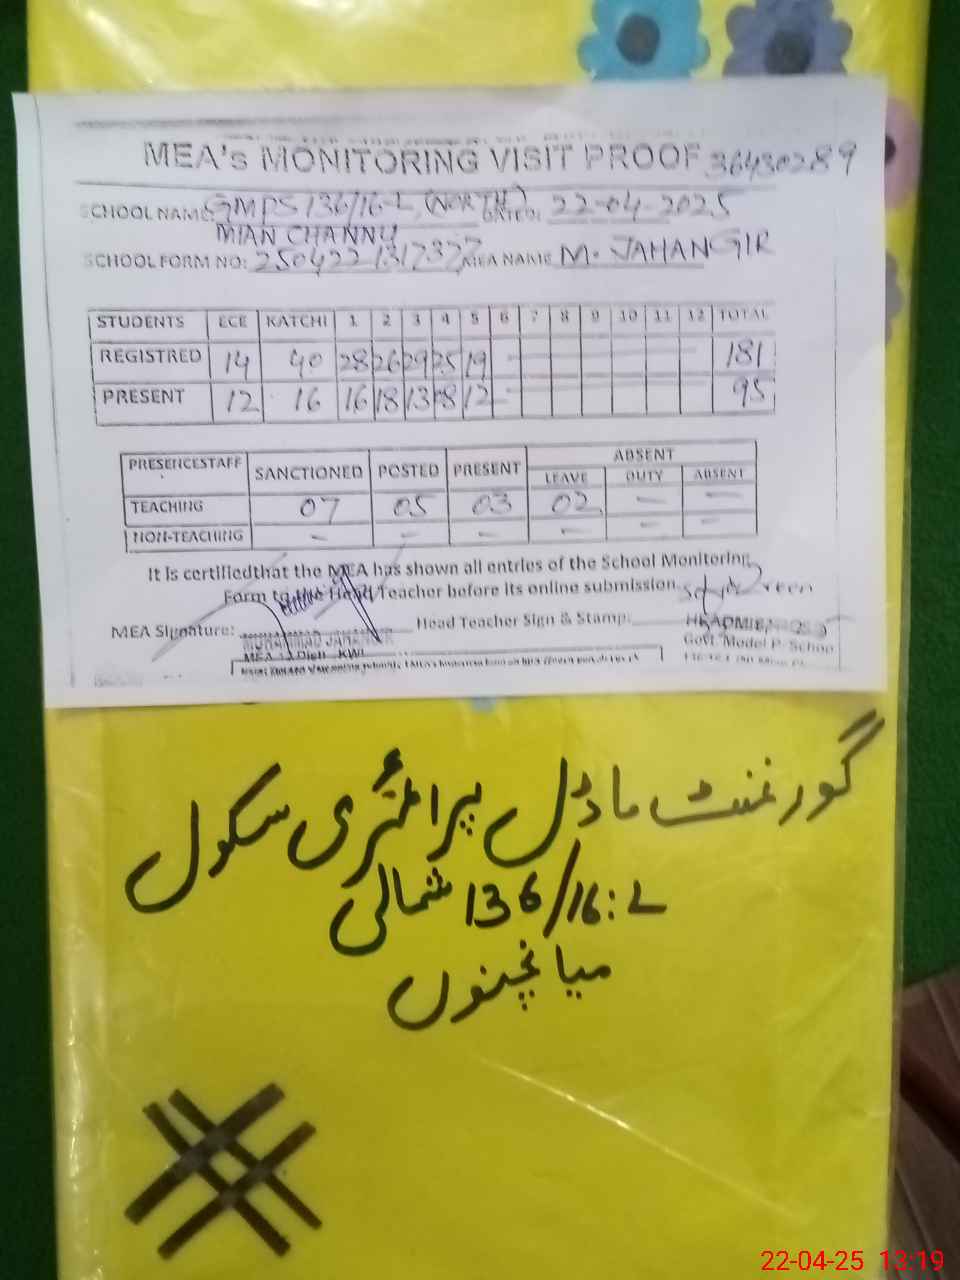 MEA's MONITORING VISIT PROOF 36430289
SCHOOL NAME: GMPS 136/16-L (NORTH) DATED: 22-04-2025
MIAN CHANNU
SCHOOL FORM NO: 250422131737 MEA NAME M. JAHANGIR
STUDENTS ECE KATCHI 1 2 3 4 5 6 7 8 9 10 11 12 TOTAL
REGISTRED 14 40 28 26 29 25 19 181
PRESENT 12 16 16 18 13 8 12 95
PRESENCESTAFF SANCTIONED POSTED PRESENT ABSENT
LEAVE DUTY ABSENT
TEACHING 07 05 03 02 - -
NON-TEACHING - - - - -
It is certifiedthat the MEA has shown all entries of the School Monitoring
Form to the Head Teacher before its online submission.
MEA Signature: Head Teacher Sign & Stamp:
MUHAMMAD JAHANGIR
Govt. Model P. School
گورنمنٹ ماڈل پرائمری سکول
136/16:L شمالی
میانچنوں
22-04-25 13:19